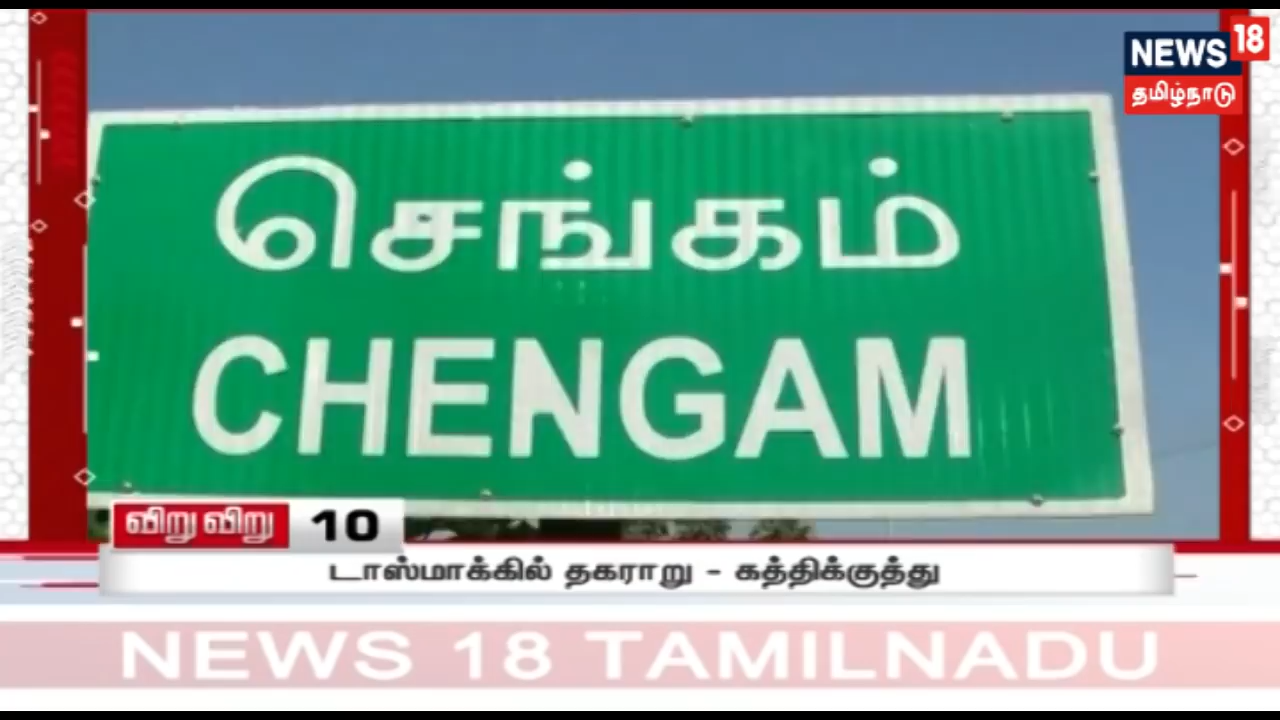 NEWS 18
தமிழ்நாடு
செங்கம்
CHENGAM
விறு விறு 10
டாஸ்மாக்கில் தகராறு - கத்திக்குத்து
NEWS 18 TAMILNADU